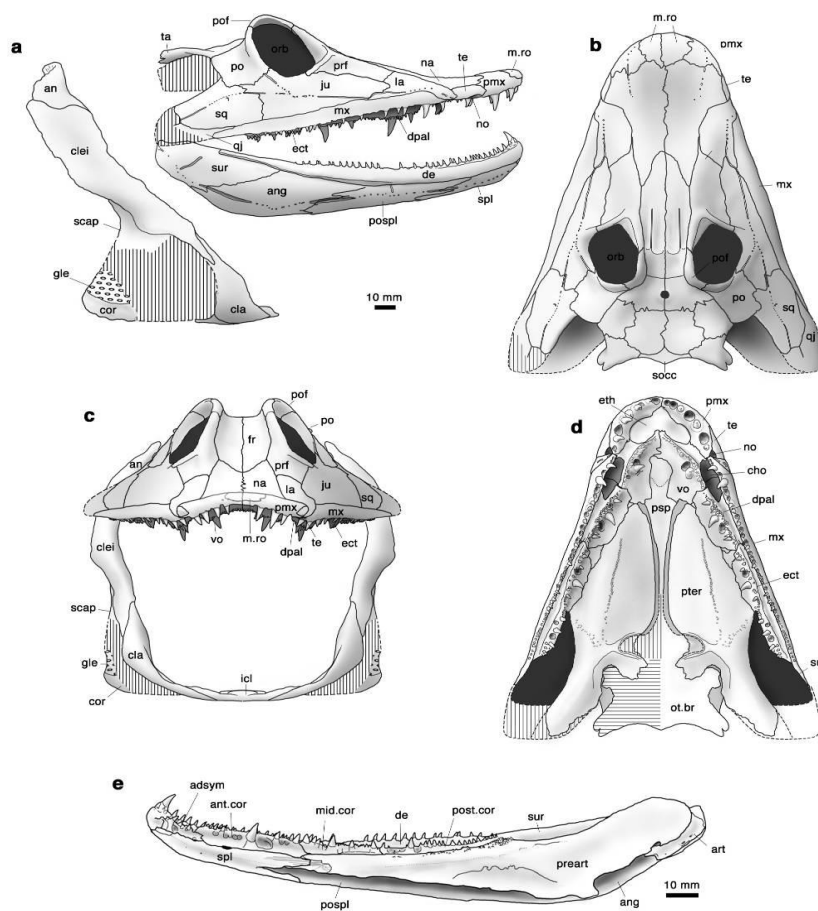 a
pof
ta
orb
po
prf
na
te
m.ro
an
ju
la
pmx
clei
sq
mx
no
dpal
ect
qj
sur
de
ang
spl
scap
pospl
gle
cor
cla
10 mm
b
m.ro
pmx
te
mx
orb
pof
po
sq
qj
socc
c
pof
po
fr
an
prf
na
la
ju
sq
pmx
mx
vo
m.ro
dpal
te
ect
clei
scap
cla
gle
icl
cor
d
eth
pmx
te
no
cho
vo
dpal
psp
mx
ect
pter
ot.br
e
adsym
ant.cor
mid.cor
de
post.cor
sur
art
spl
preart
pospl
ang
10 mm